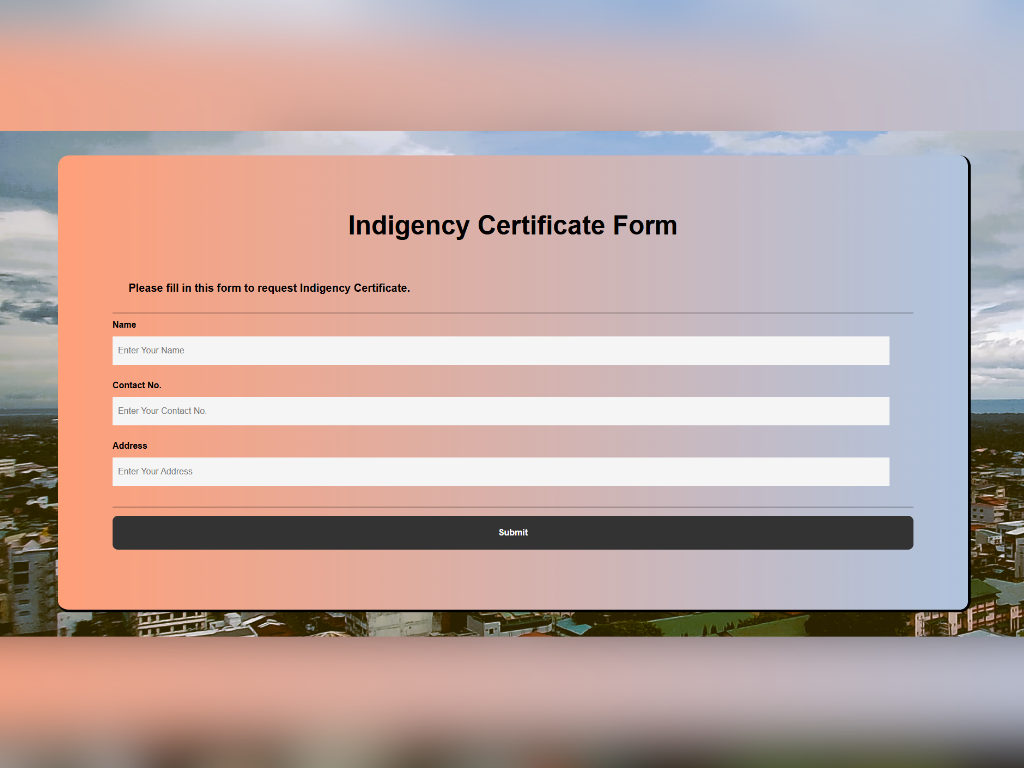 Indigency Certificate Form
Please fill in this form to request Indigency Certificate.
Name
Enter Your Name
Contact No.
Enter Your Contact No.
Address
Enter Your Address
Submit